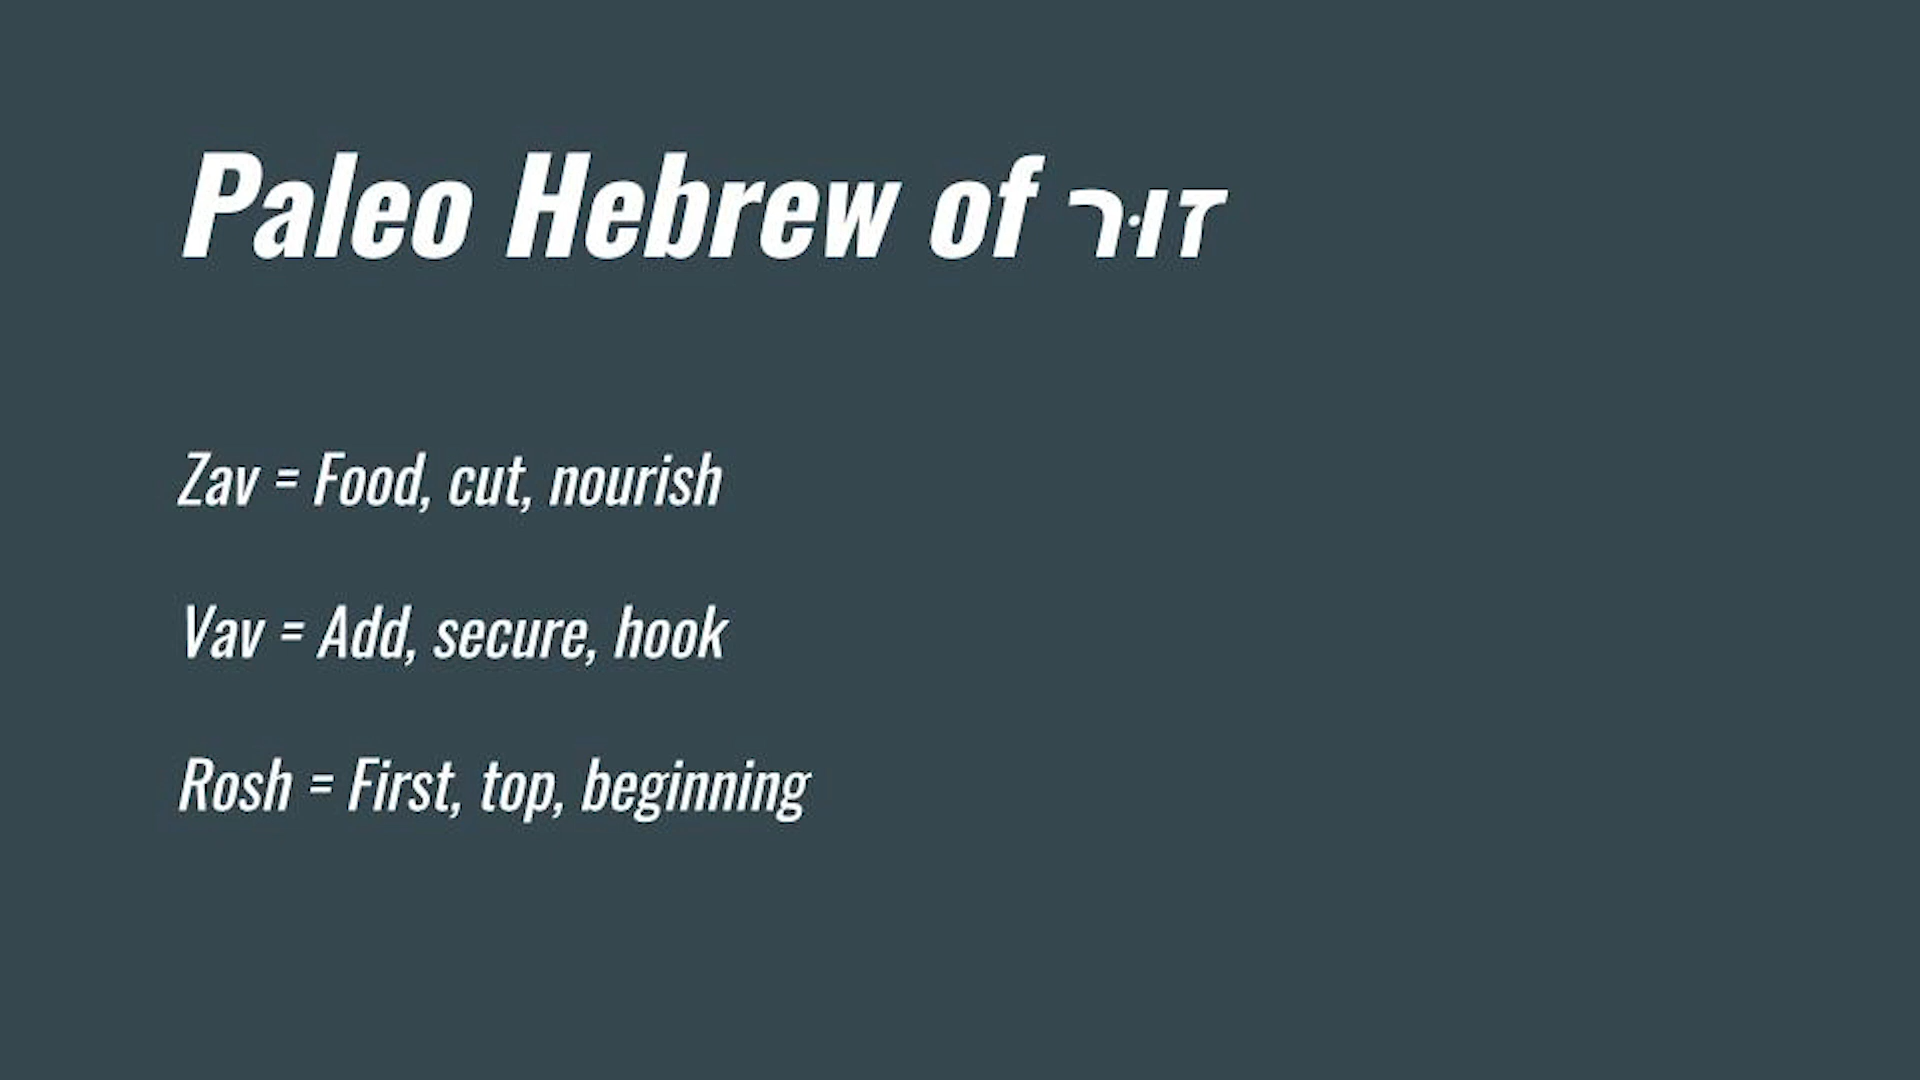 Paleo Hebrew of זוּר
Zav = Food, cut, nourish
Vav = Add, secure, hook
Rosh = First, top, beginning